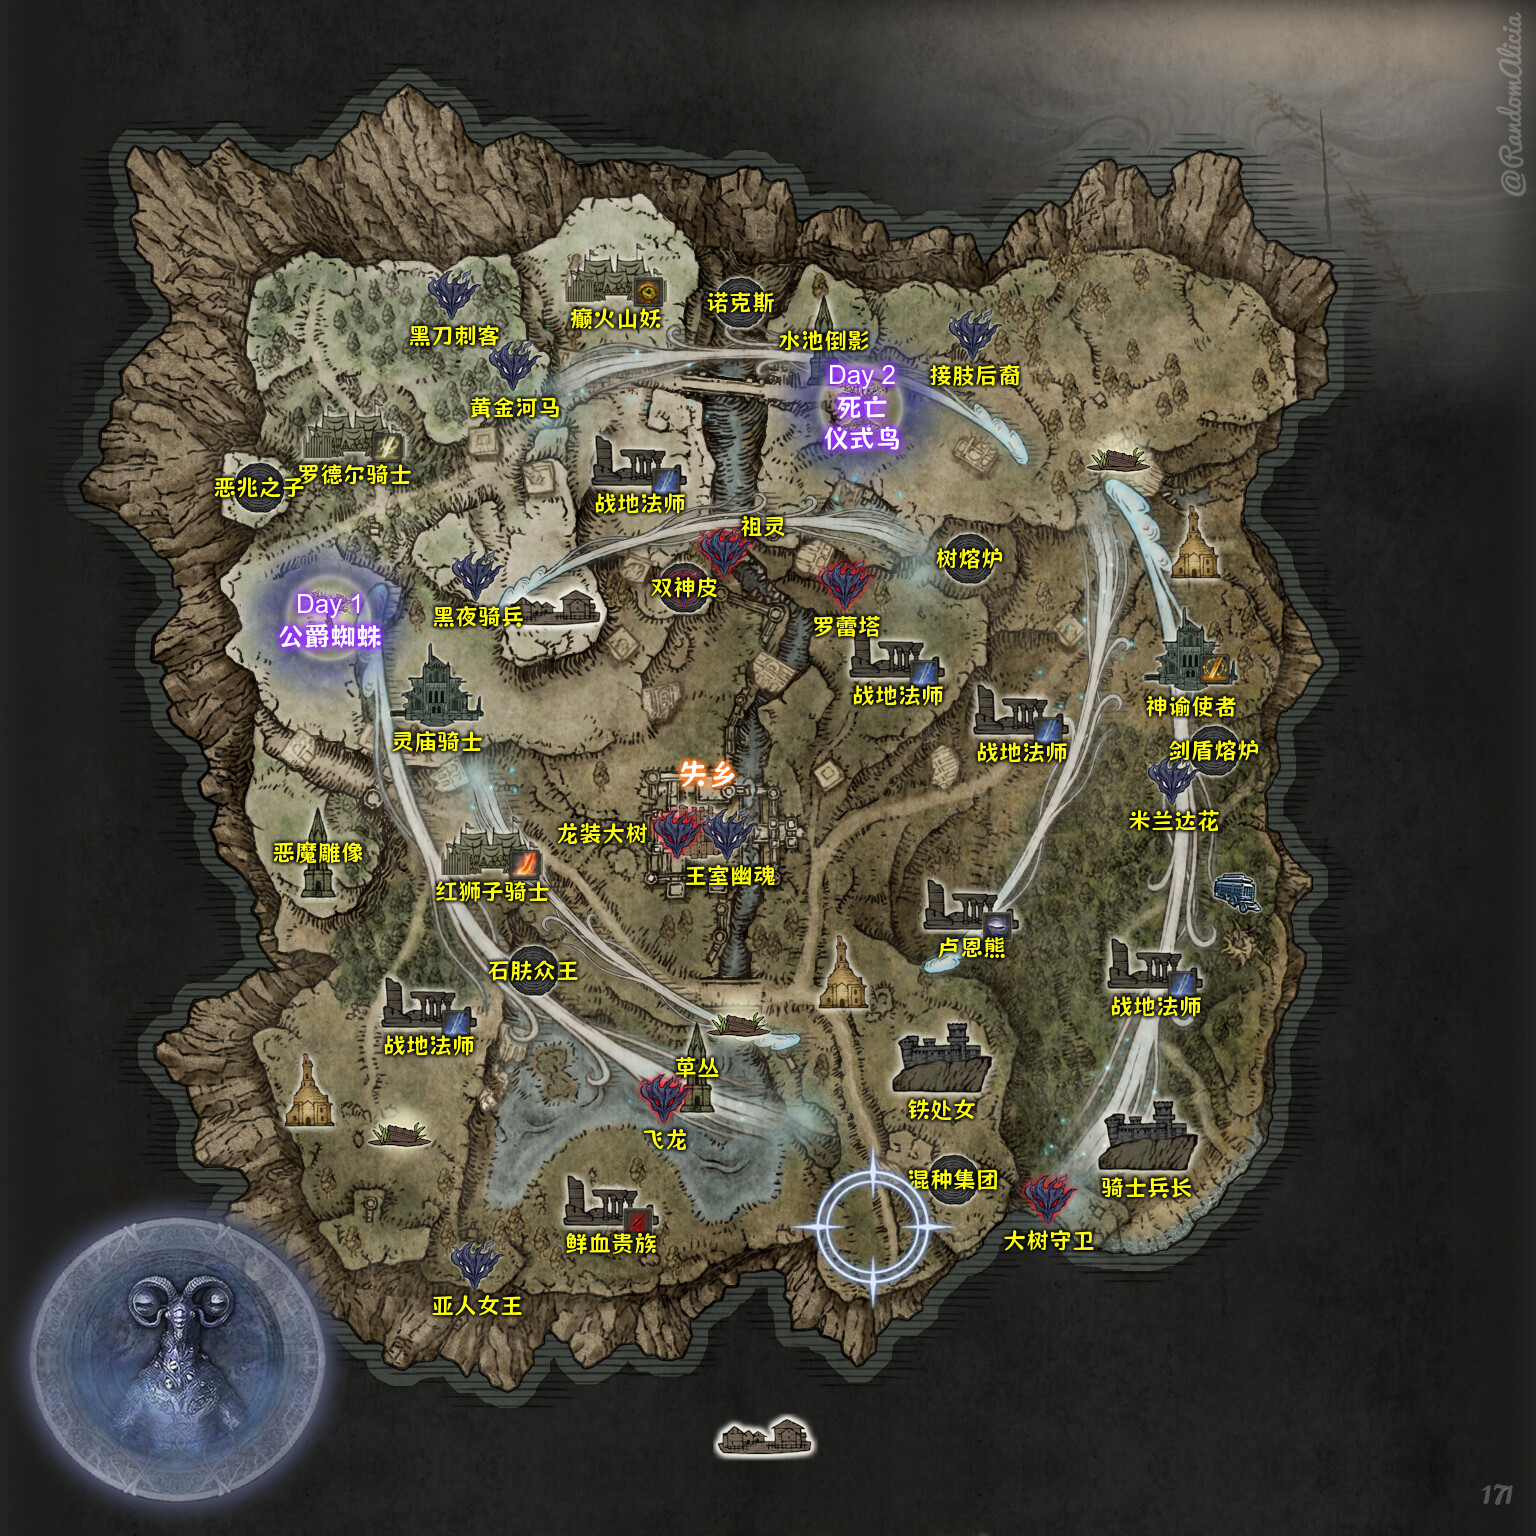 @RandomAlicia
诺克斯
黑刀刺客
癫火山妖
水池倒影
接肢后裔
Day 2
死亡
仪式鸟
黄金河马
罗德尔骑士
恶兆之子
战地法师
祖灵
树熔炉
双神皮
Day 1
公爵蜘蛛
黑夜骑兵
罗蕾塔
战地法师
神谕使者
灵庙骑士
战地法师
剑盾熔炉
失乡
米兰达花
龙装大树
恶魔雕像
王室幽魂
红狮子骑士
卢恩熊
石肤众王
战地法师
战地法师
草丛
铁处女
飞龙
混种集团
骑士兵长
鲜血贵族
大树守卫
亚人女王
171